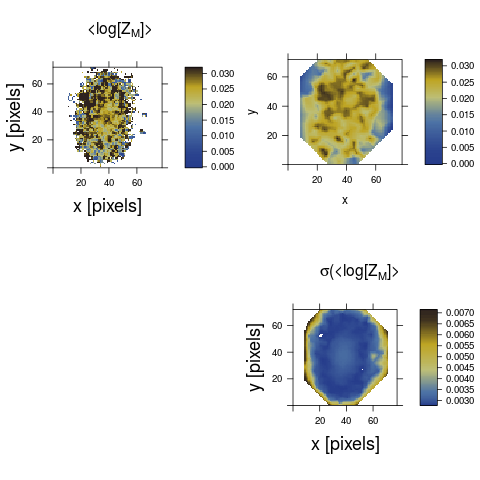 <log[Z_M]>
60
40
20
20 40 60
x [pixels]
y [pixels]
0.030
0.025
0.020
0.015
0.010
0.005
0.000
60
40
20
20 40 60
x
y
0.030
0.025
0.020
0.015
0.010
0.005
0.000
σ(<log[Z_M]>
60
40
20
20 40 60
x [pixels]
y [pixels]
0.0070
0.0065
0.0060
0.0055
0.0050
0.0045
0.0040
0.0035
0.0030